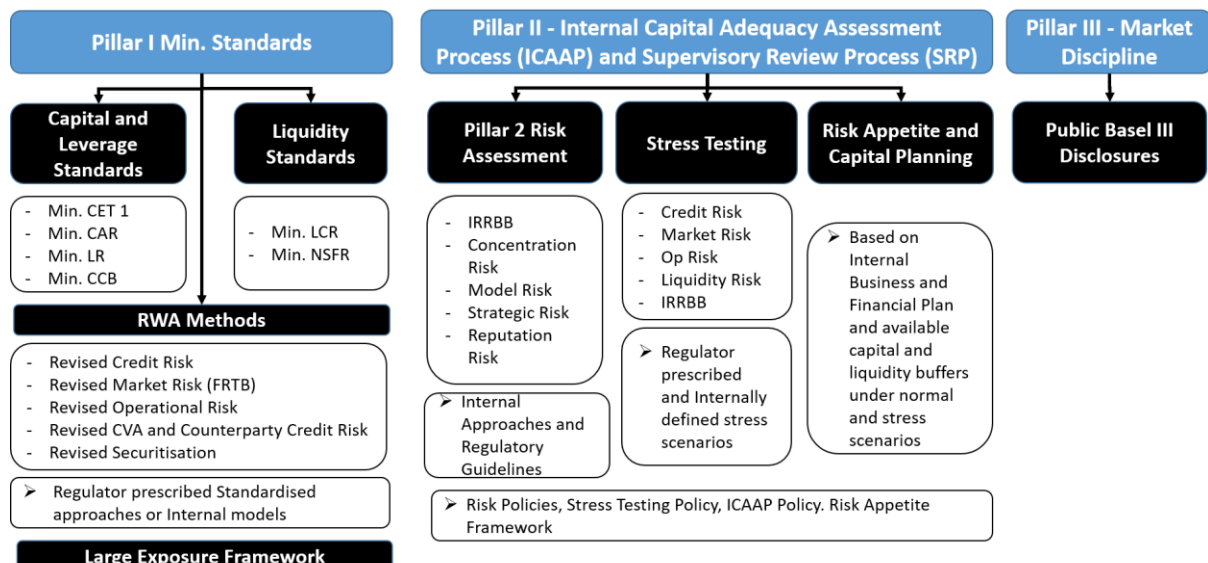 Pillar I Min. Standards
Capital and
Leverage
Standards
Liquidity
Standards
- Min. CET 1
- Min. CAR
- Min. LR
- Min. CCB
- Min. LCR
- Min. NSFR
RWA Methods
- Revised Credit Risk
- Revised Market Risk (FRTB)
- Revised Operational Risk
- Revised CVA and Counterparty Credit Risk
- Revised Securitisation
➢ Regulator prescribed Standardised
approaches or Internal models
Large Exposure Framework
Pillar II - Internal Capital Adequacy Assessment
Process (ICAAP) and Supervisory Review Process (SRP)
Pillar 2 Risk
Assessment
- IRRBB
- Concentration
Risk
- Model Risk
- Strategic Risk
- Reputation
Risk
➢ Internal
Approaches and
Regulatory
Guidelines
Stress Testing
- Credit Risk
- Market Risk
- Op Risk
- Liquidity Risk
- IRRBB
➢ Regulator
prescribed
and Internally
defined stress
scenarios
Risk Appetite and
Capital Planning
➢ Based on
Internal
Business and
Financial Plan
and available
capital and
liquidity buffers
under normal
and stress
scenarios
➢ Risk Policies, Stress Testing Policy, ICAAP Policy. Risk Appetite
Framework
Pillar III - Market
Discipline
Public Basel III
Disclosures